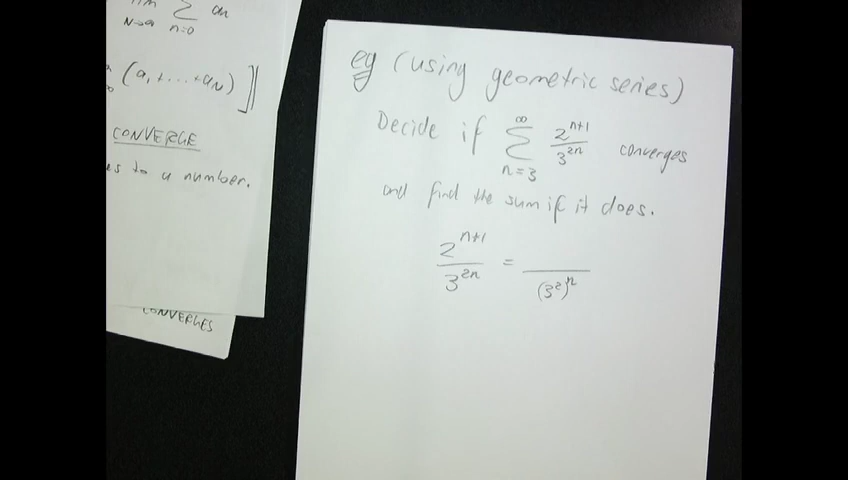 ∑ an
N→∞ n=0
(a₁+...+aN) ]]
CONVERGE
to a number.
CONVERGES
eg (using geometric series)
Decide if ∑_{n=3}^{∞} 2^{n+1}/3^{2n} converges
and find the sum if it does.
2^{n+1}/3^{2n} = /(3^2)^n